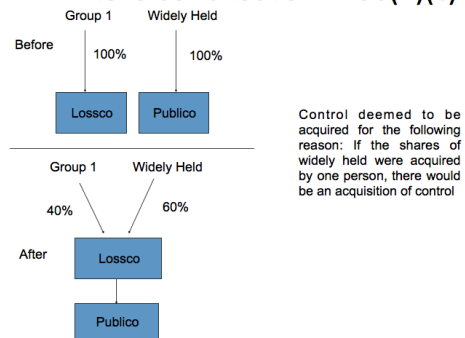 Group 1 Widely Held
Before
100% 100%
Lossco Publico
Control deemed to be
acquired for the following
reason: If the shares of
widely held were acquired
by one person, there would
be an acquisition of control
Group 1 Widely Held
40% 60%
After
Lossco
Publico